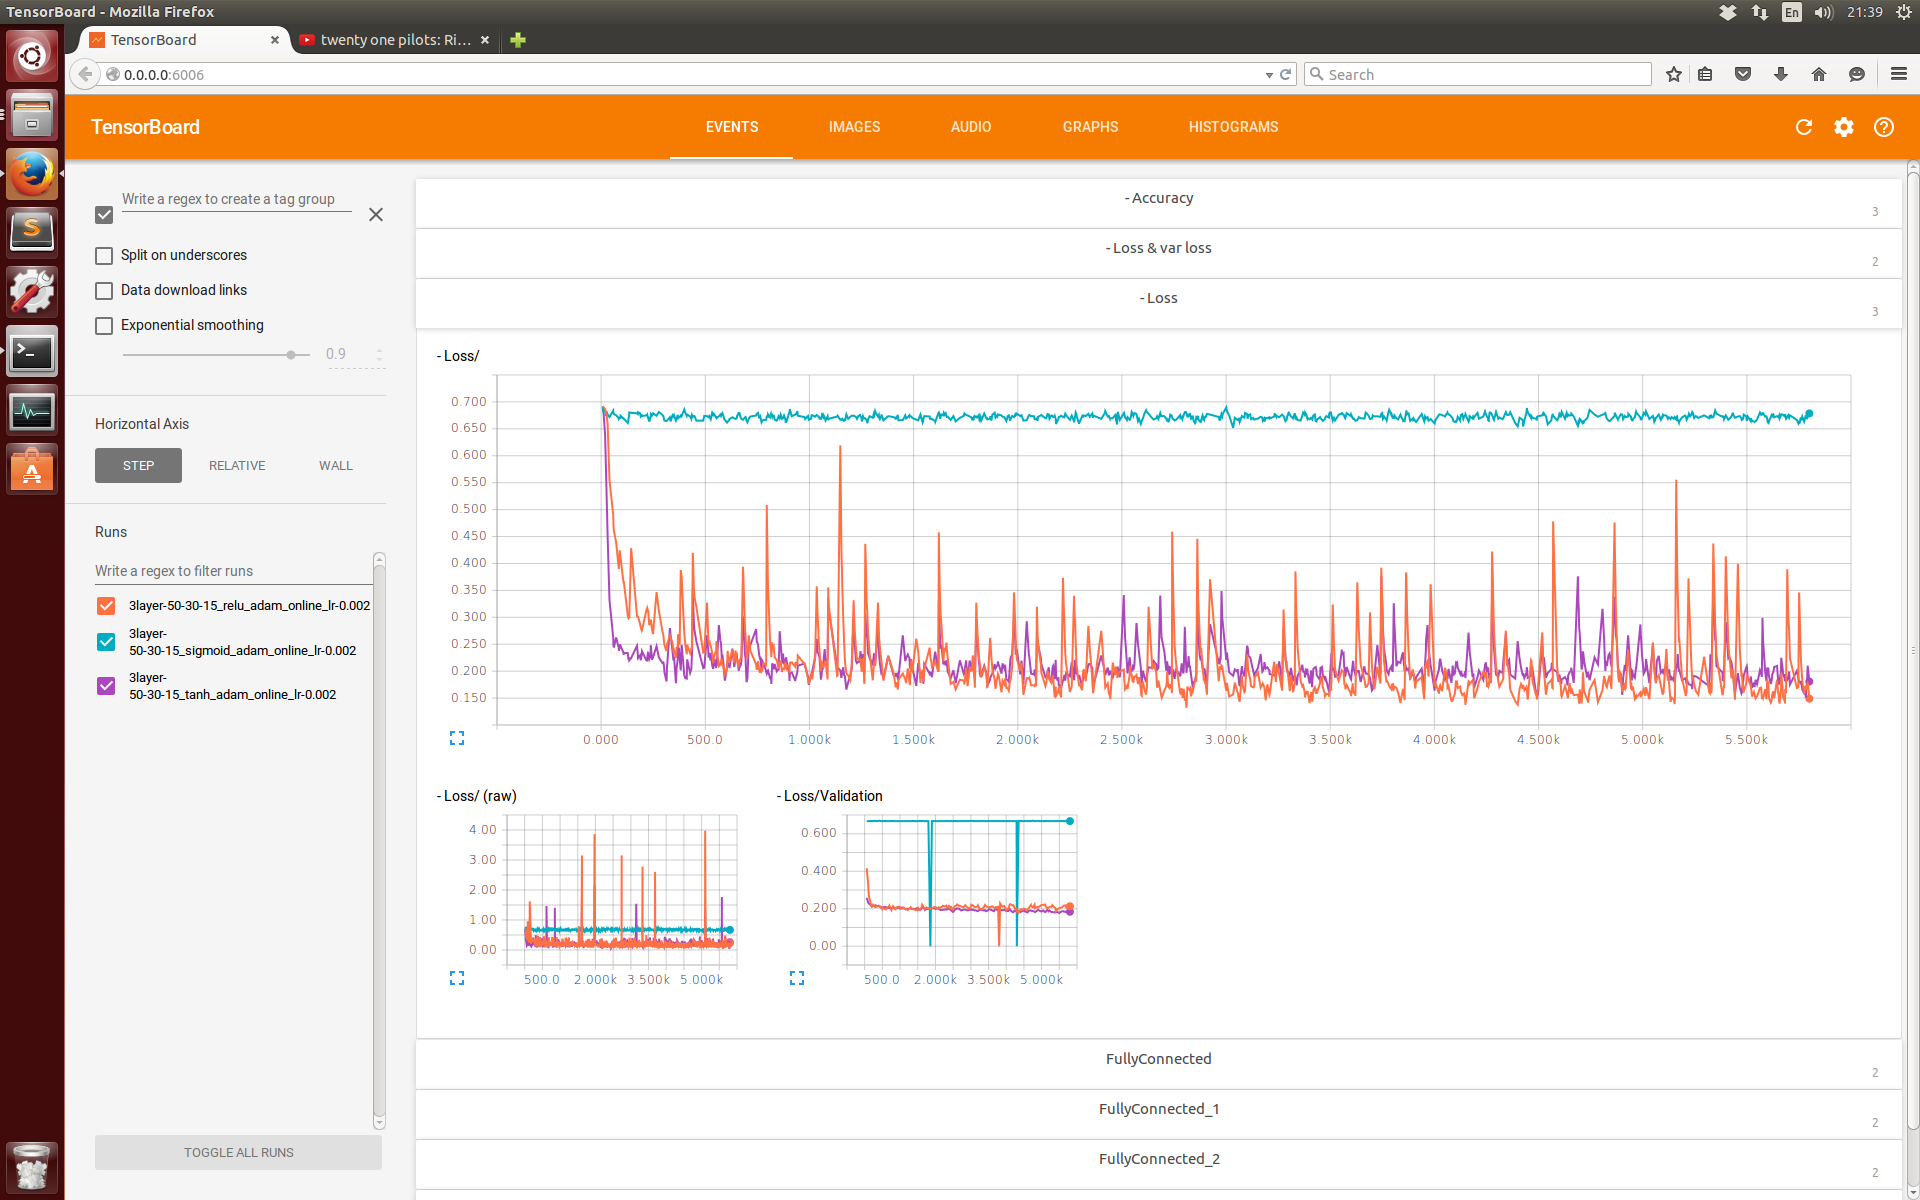 TensorBoard - Mozilla Firefox
En
21:39
TensorBoard
twenty one pilots: Ri...
0.0.0.0:6006
Search
TensorBoard
EVENTS
IMAGES
AUDIO
GRAPHS
HISTOGRAMS
Write a regex to create a tag group
Split on underscores
Data download links
Exponential smoothing
0.9
Horizontal Axis
STEP
RELATIVE
WALL
Runs
Write a regex to filter runs
3layer-50-30-15_relu_adam_online_lr-0.002
3layer-
50-30-15_sigmoid_adam_online_lr-0.002
3layer-
50-30-15_tanh_adam_online_lr-0.002
TOGGLE ALL RUNS
- Accuracy
3
- Loss & var loss
2
- Loss
3
- Loss/
0.700
0.650
0.600
0.550
0.500
0.450
0.400
0.350
0.300
0.250
0.200
0.150
0.000
500.0
1.000k
1.500k
2.000k
2.500k
3.000k
3.500k
4.000k
4.500k
5.000k
5.500k
- Loss/ (raw)
4.00
3.00
2.00
1.00
0.00
500.0
2.000k
3.500k
5.000k
- Loss/Validation
0.600
0.400
0.200
0.00
500.0
2.000k
3.500k
5.000k
FullyConnected
2
FullyConnected_1
2
FullyConnected_2
2